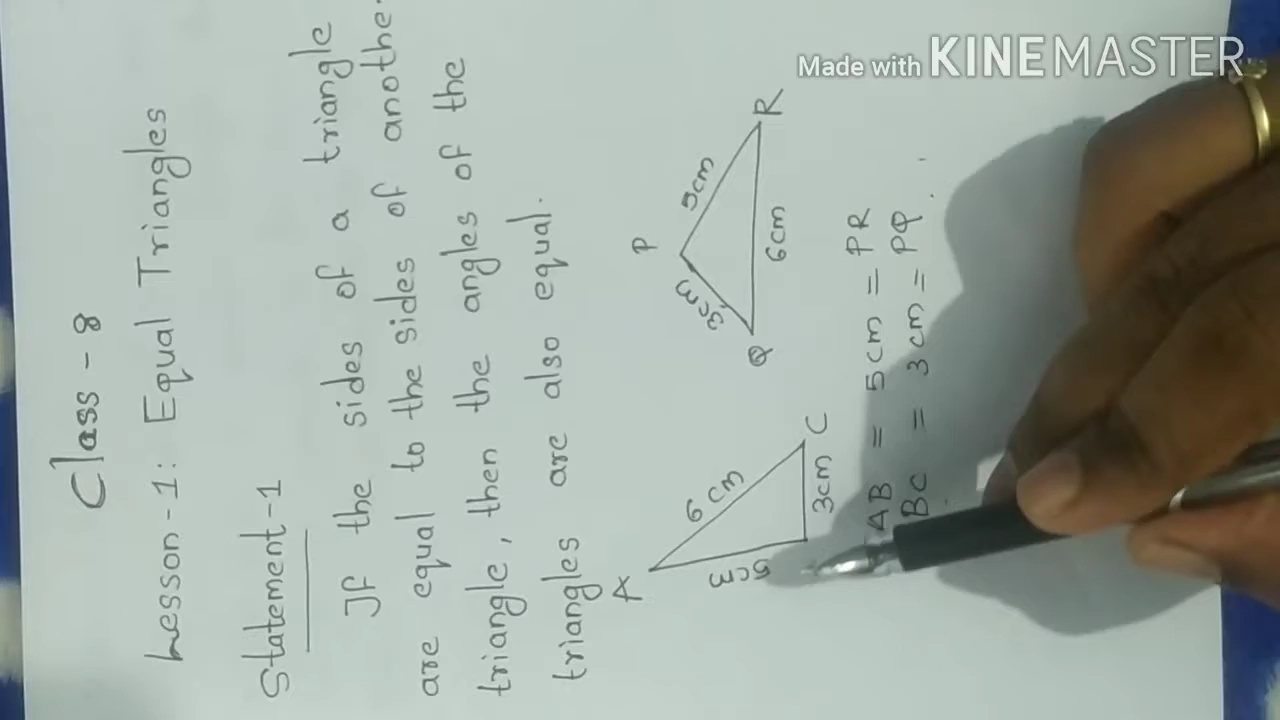 Class - 8
Lesson-1: Equal Triangles
Statement-1
If the sides of a triangle
are equal to the sides of another
triangle, then the angles of the
triangles are also equal.
A
5cm
6 cm
3cm
C
P
3cm
5cm
Q
6cm
R
AB = 5cm = PR
BC = 3cm = PQ
Made with KINEMASTER